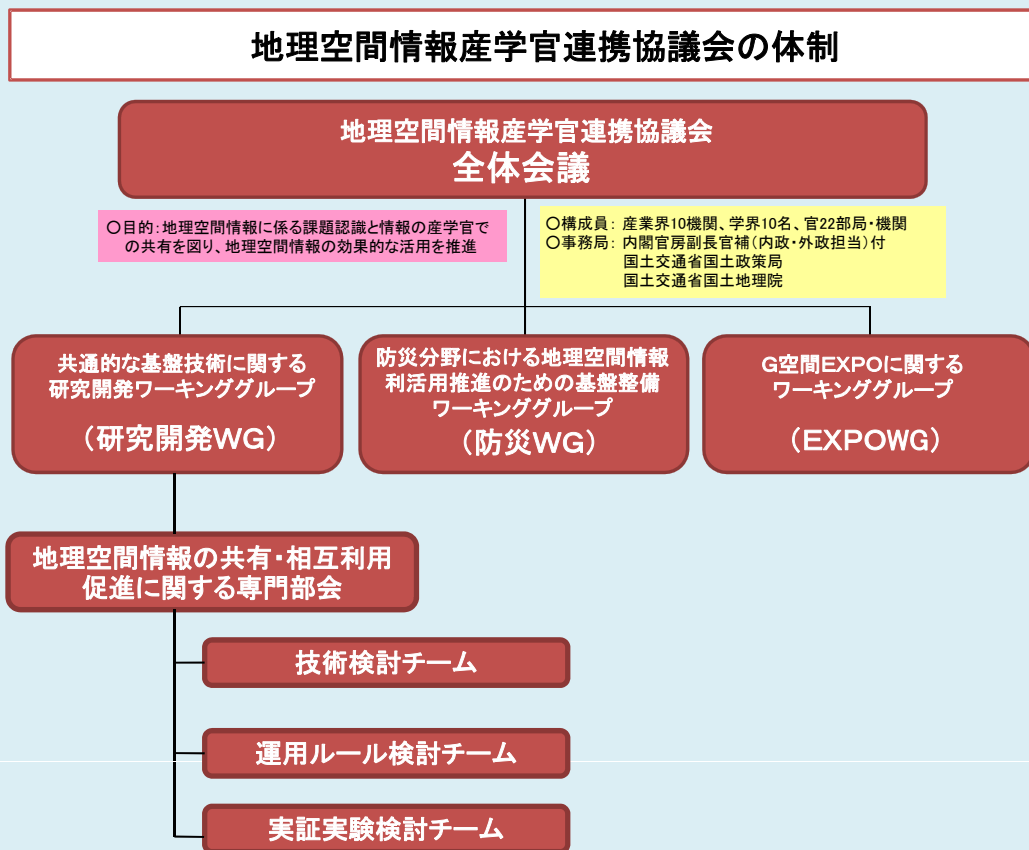 地理空間情報産学官連携協議会の体制
地理空間情報産学官連携協議会
全体会議
○目的：地理空間情報に係る課題認識と情報の産学官で
の共有を図り、地理空間情報の効果的な活用を推進
○構成員： 産業界10機関、学界10名、官22部局・機関
○事務局： 内閣官房副長官補（内政・外政担当）付
国土交通省国土政策局
国土交通省国土地理院
共通的な基盤技術に関する
研究開発ワーキンググループ
（研究開発WG）
防災分野における地理空間情報
利活用推進のための基盤整備
ワーキンググループ
（防災WG）
G空間EXPOに関する
ワーキンググループ
（EXPOWG）
地理空間情報の共有・相互利用
促進に関する専門部会
技術検討チーム
運用ルール検討チーム
実証実験検討チーム